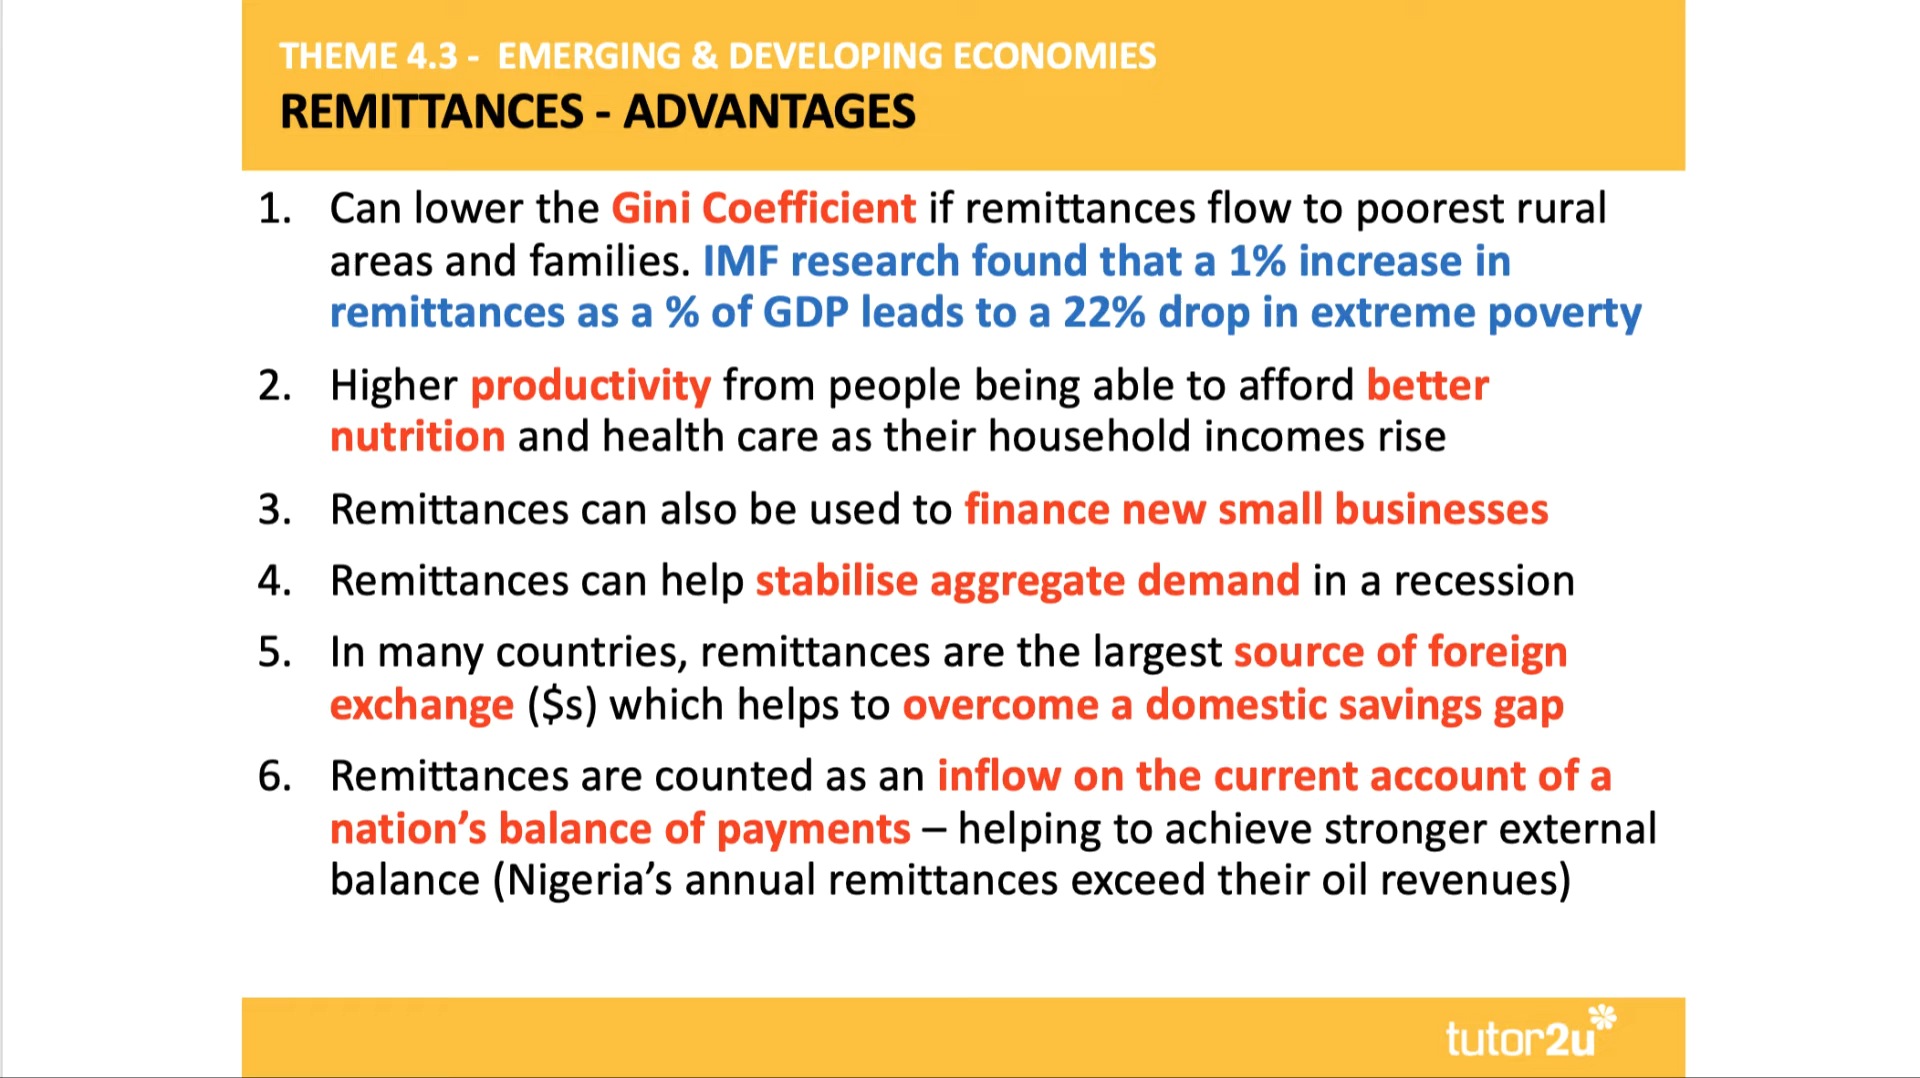 THEME 4.3 - EMERGING & DEVELOPING ECONOMIES
REMITTANCES - ADVANTAGES
1. Can lower the Gini Coefficient if remittances flow to poorest rural
areas and families. IMF research found that a 1% increase in
remittances as a % of GDP leads to a 22% drop in extreme poverty
2. Higher productivity from people being able to afford better
nutrition and health care as their household incomes rise
3. Remittances can also be used to finance new small businesses
4. Remittances can help stabilise aggregate demand in a recession
5. In many countries, remittances are the largest source of foreign
exchange ($s) which helps to overcome a domestic savings gap
6. Remittances are counted as an inflow on the current account of a
nation’s balance of payments – helping to achieve stronger external
balance (Nigeria’s annual remittances exceed their oil revenues)
tutor2u